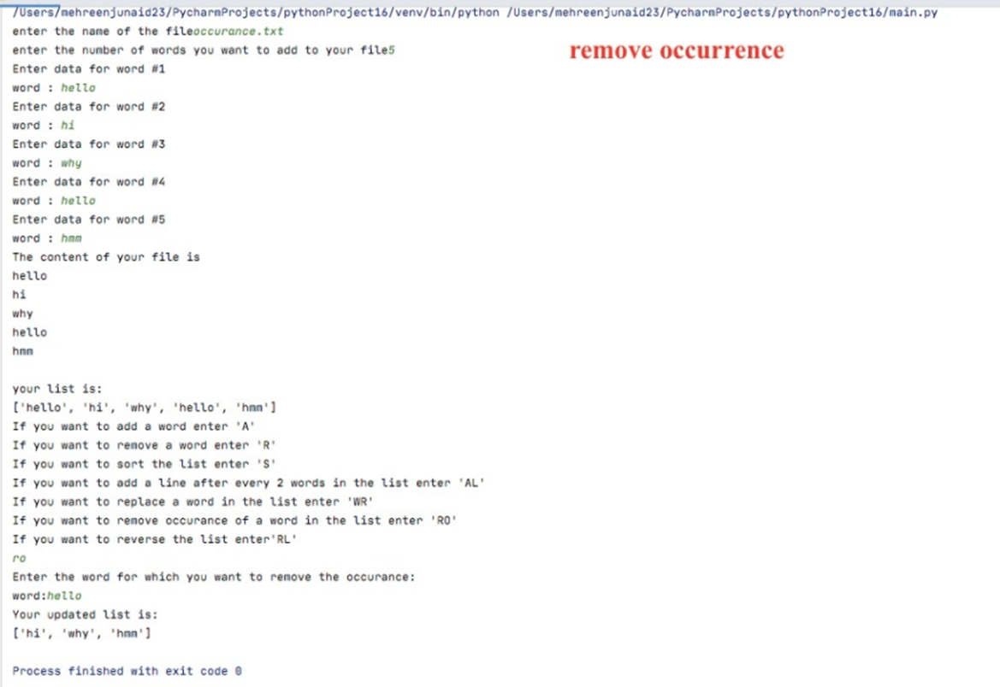 /Users/mehreenjunaid23/PycharmProjects/pythonProject16/venv/bin/python /Users/mehreenjunaid23/PycharmProjects/pythonProject16/main.py
enter the name of the fileoccurance.txt
enter the number of words you want to add to your file5
remove occurrence
Enter data for word #1
word : hello
Enter data for word #2
word : hi
Enter data for word #3
word : why
Enter data for word #4
word : hello
Enter data for word #5
word : hmm
The content of your file is
hello
hi
why
hello
hmm
your list is:
['hello', 'hi', 'why', 'hello', 'hmm']
If you want to add a word enter 'A'
If you want to remove a word enter 'R'
If you want to sort the list enter 'S'
If you want to add a line after every 2 words in the list enter 'AL'
If you want to replace a word in the list enter 'WR'
If you want to remove occurance of a word in the list enter 'RO'
If you want to reverse the list enter'RL'
ro
Enter the word for which you want to remove the occurance:
word:hello
Your updated list is:
['hi', 'why', 'hmm']
Process finished with exit code 0